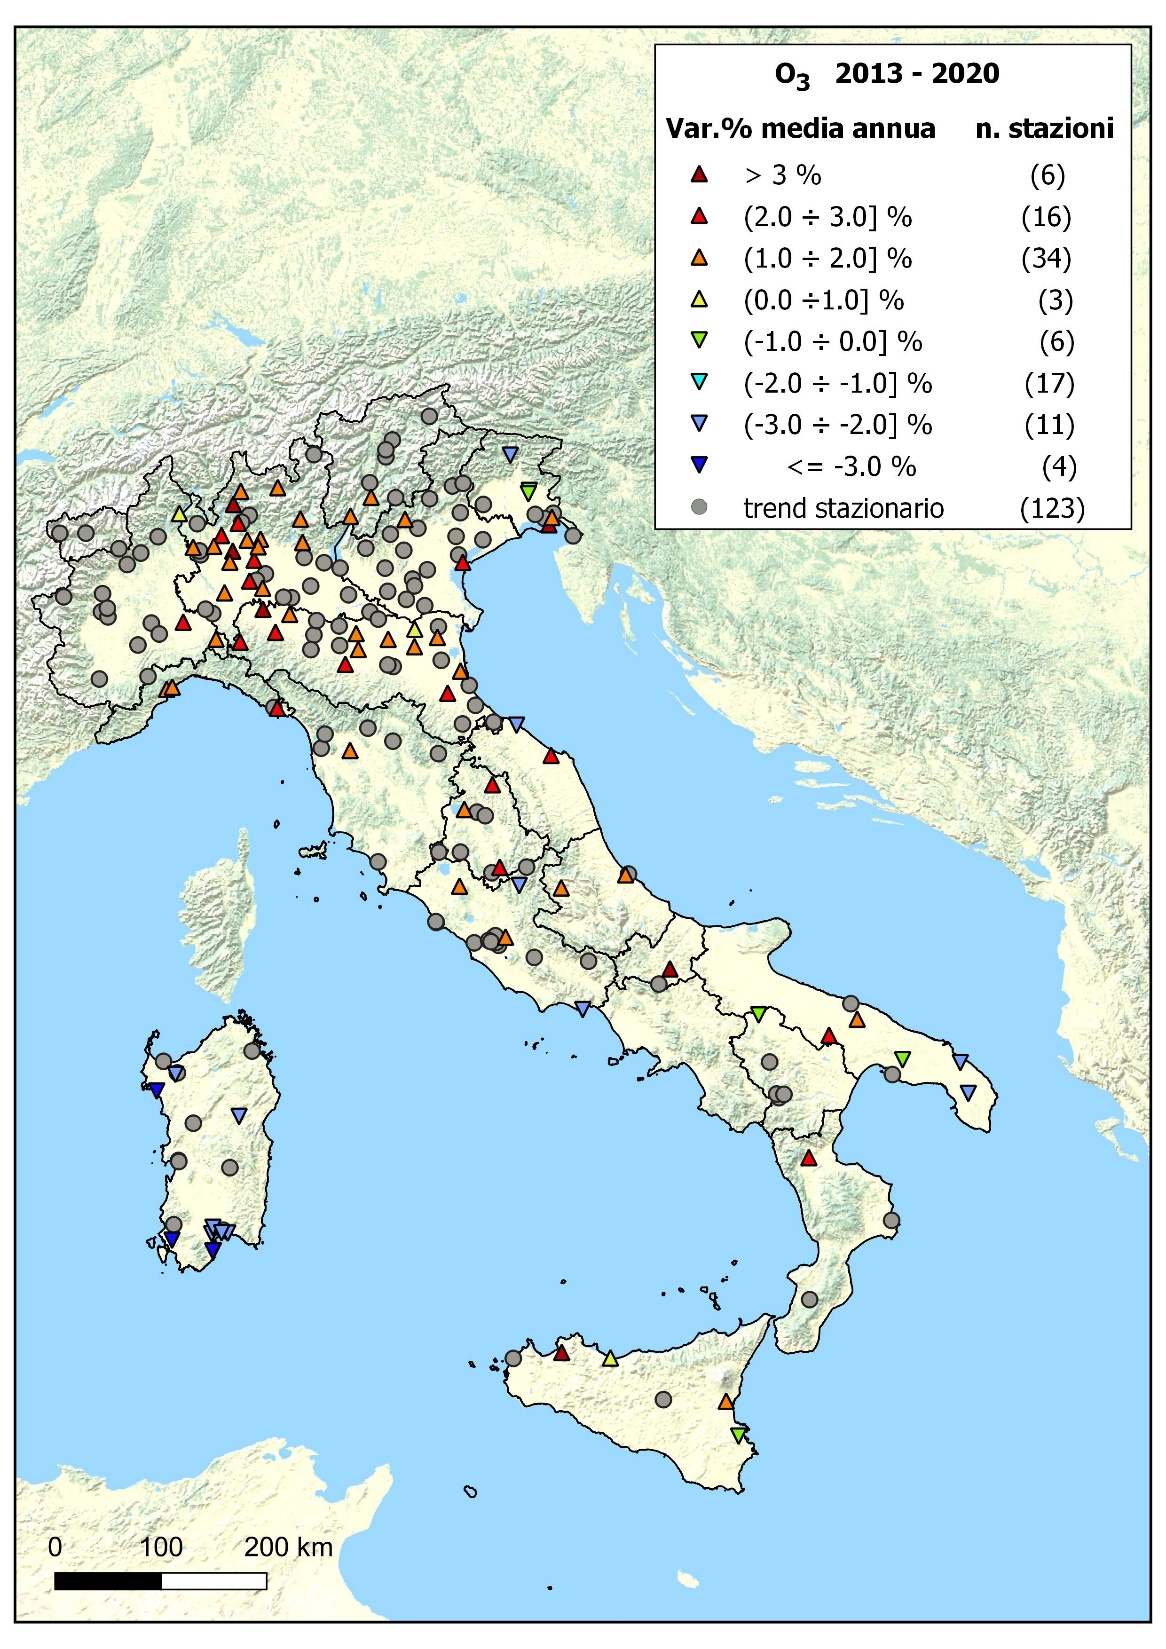 O3 2013 - 2020
Var.% media annua n. stazioni
> 3 % (6)
(2.0 ÷ 3.0] % (16)
(1.0 ÷ 2.0] % (34)
(0.0 ÷1.0] % (3)
(-1.0 ÷ 0.0] % (6)
(-2.0 ÷ -1.0] % (17)
(-3.0 ÷ -2.0] % (11)
<= -3.0 % (4)
trend stazionario (123)
0 100 200 km